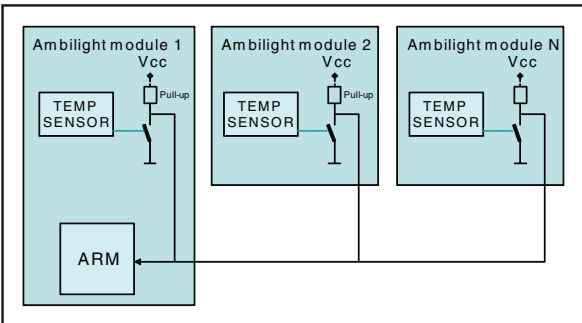 Ambilight module 1
Vcc
Pull-up
TEMP
SENSOR
ARM
Ambilight module 2
Vcc
Pull-up
TEMP
SENSOR
Ambilight module N
Vcc
TEMP
SENSOR